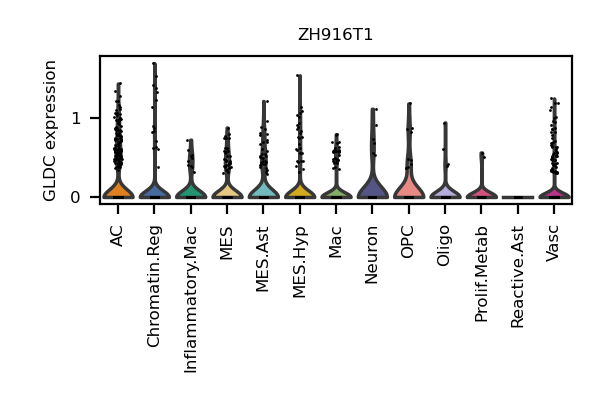 ZH916T1
GLDC expression
1
0
AC
Chromatin.Reg
Inflammatory.Mac
MES
MES.Ast
MES.Hyp
Mac
Neuron
OPC
Oligo
Prolif.Metab
Reactive.Ast
Vasc